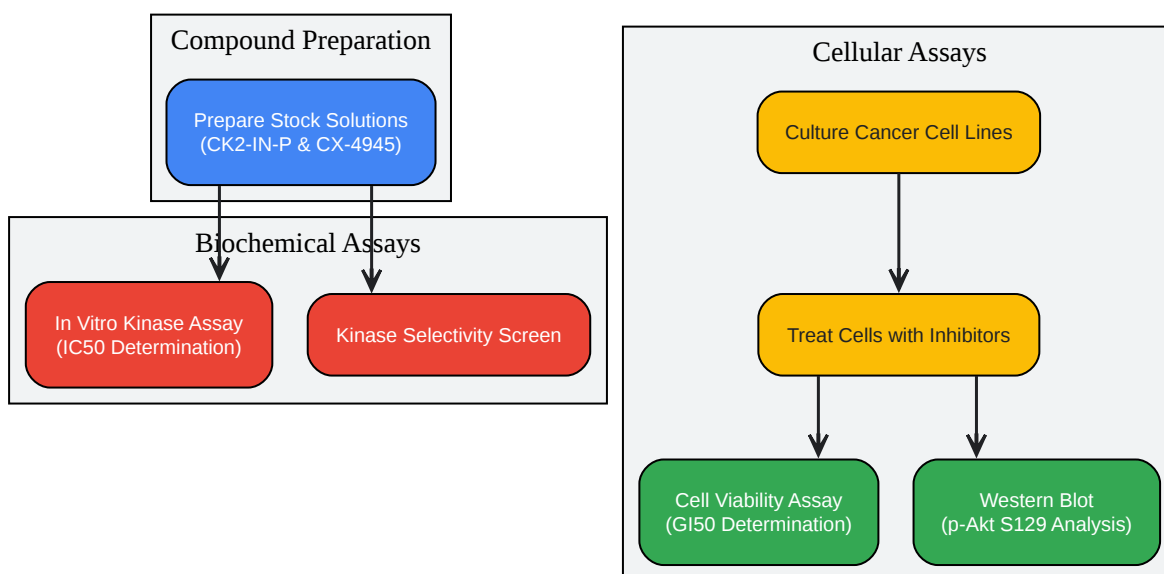 Compound Preparation
Prepare Stock Solutions
(CK2-IN-P & CX-4945)
Biochemical Assays
In Vitro Kinase Assay
(IC50 Determination)
Kinase Selectivity Screen
Cellular Assays
Culture Cancer Cell Lines
Treat Cells with Inhibitors
Cell Viability Assay
(GI50 Determination)
Western Blot
(p-Akt S129 Analysis)